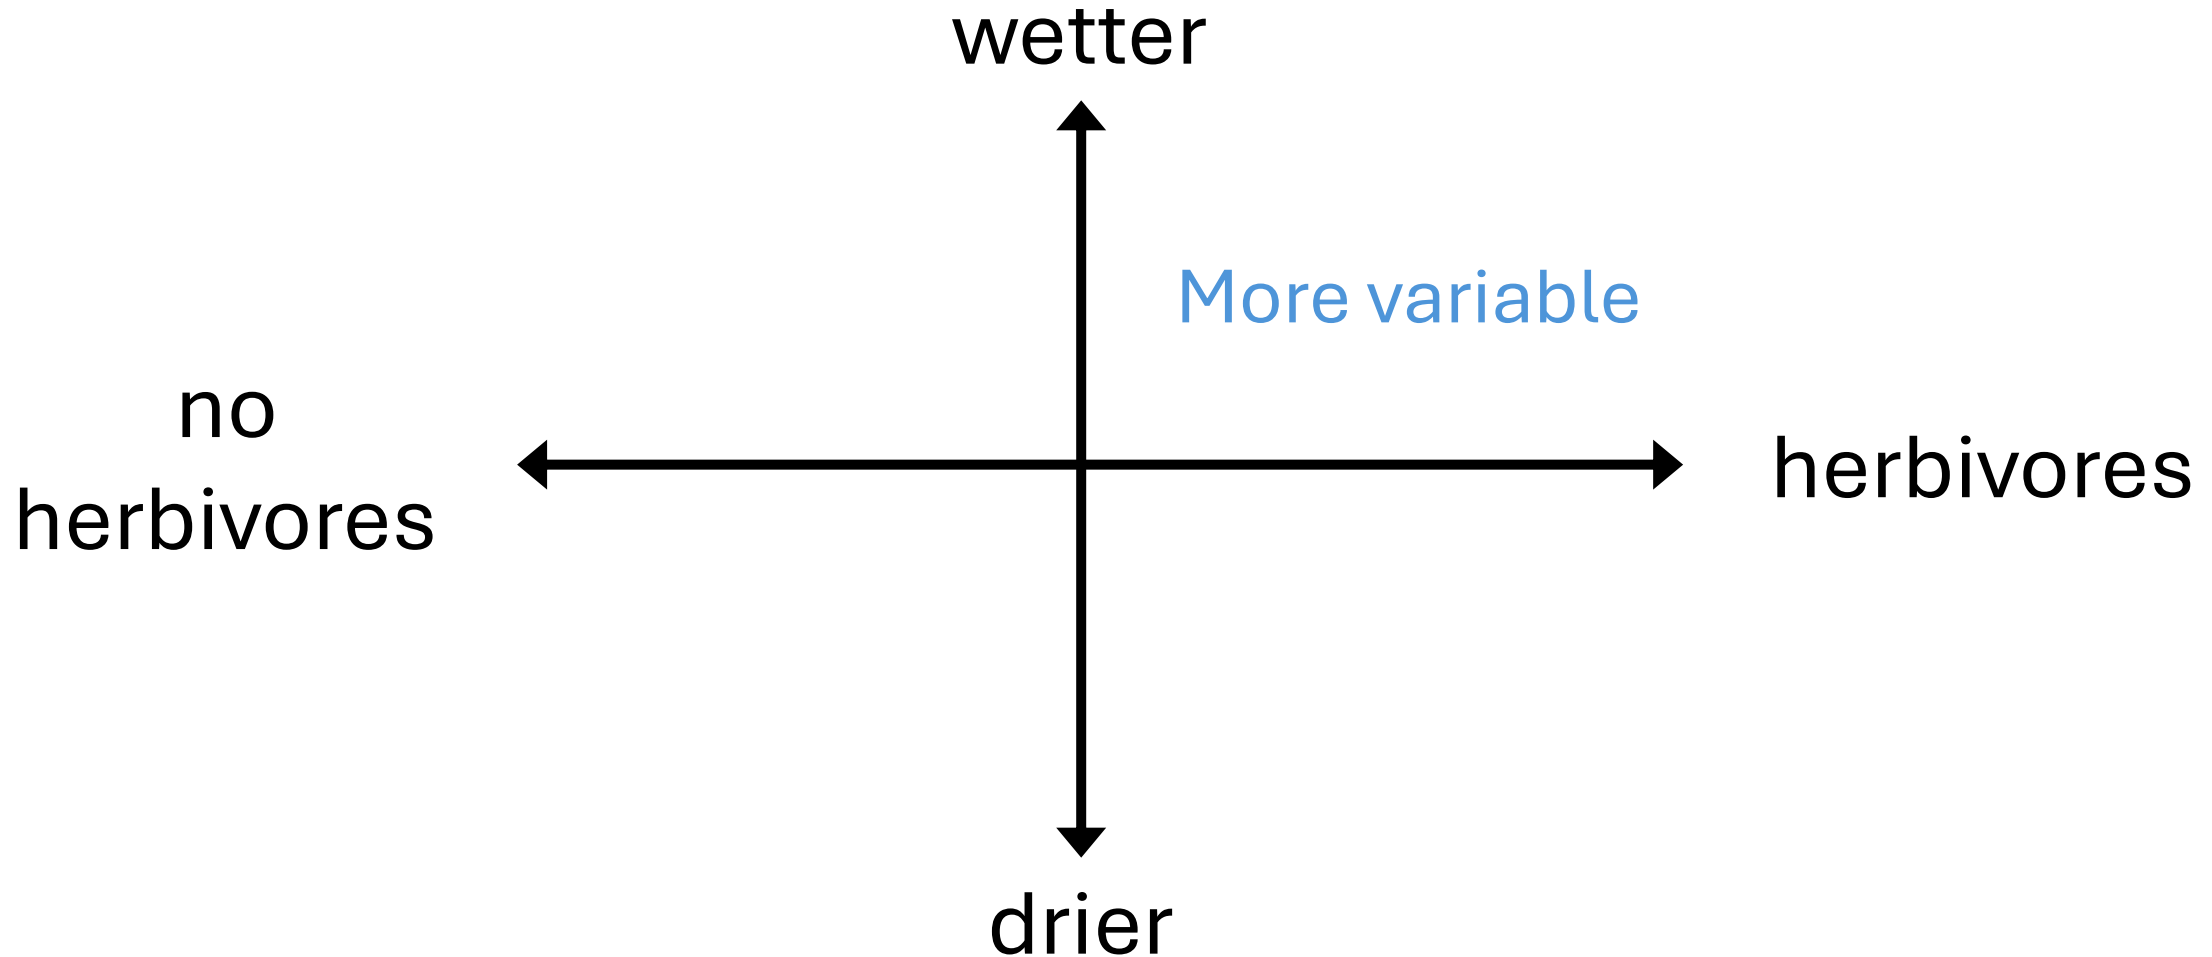 wetter
More variable
no
herbivores
herbivores
drier